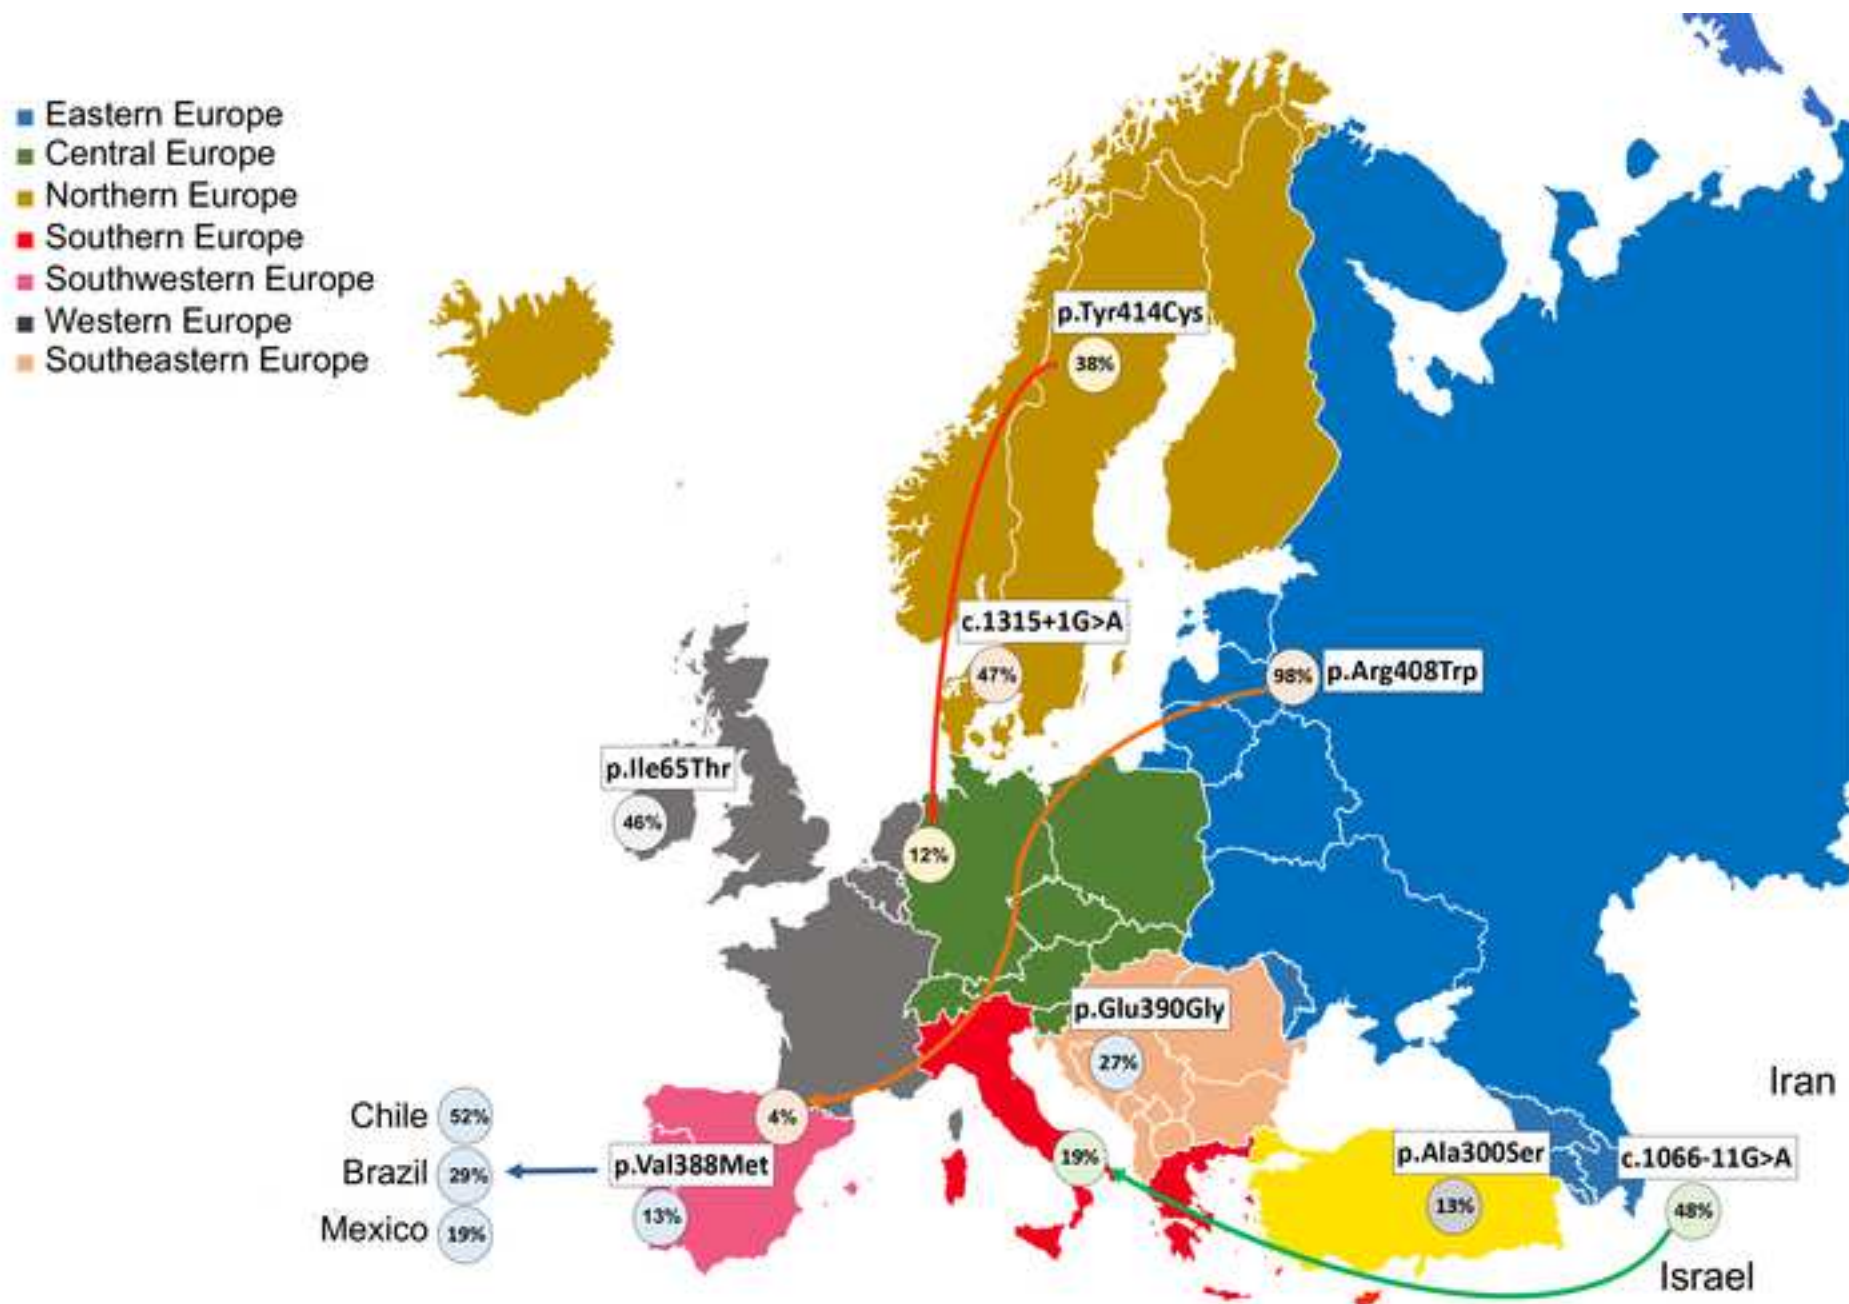 Eastern Europe
Central Europe
Northern Europe
Southern Europe
Southwestern Europe
Western Europe
Southeastern Europe
p.Tyr414Cys
38%
c.1315+1G>A
47%
98%
p.Arg408Trp
p.Ile65Thr
46%
12%
p.Glu390Gly
27%
Iran
Chile
52%
4%
Brazil
29%
p.Val388Met
13%
Mexico
19%
19%
p.Ala300Ser
13%
c.1066-11G>A
48%
Israel